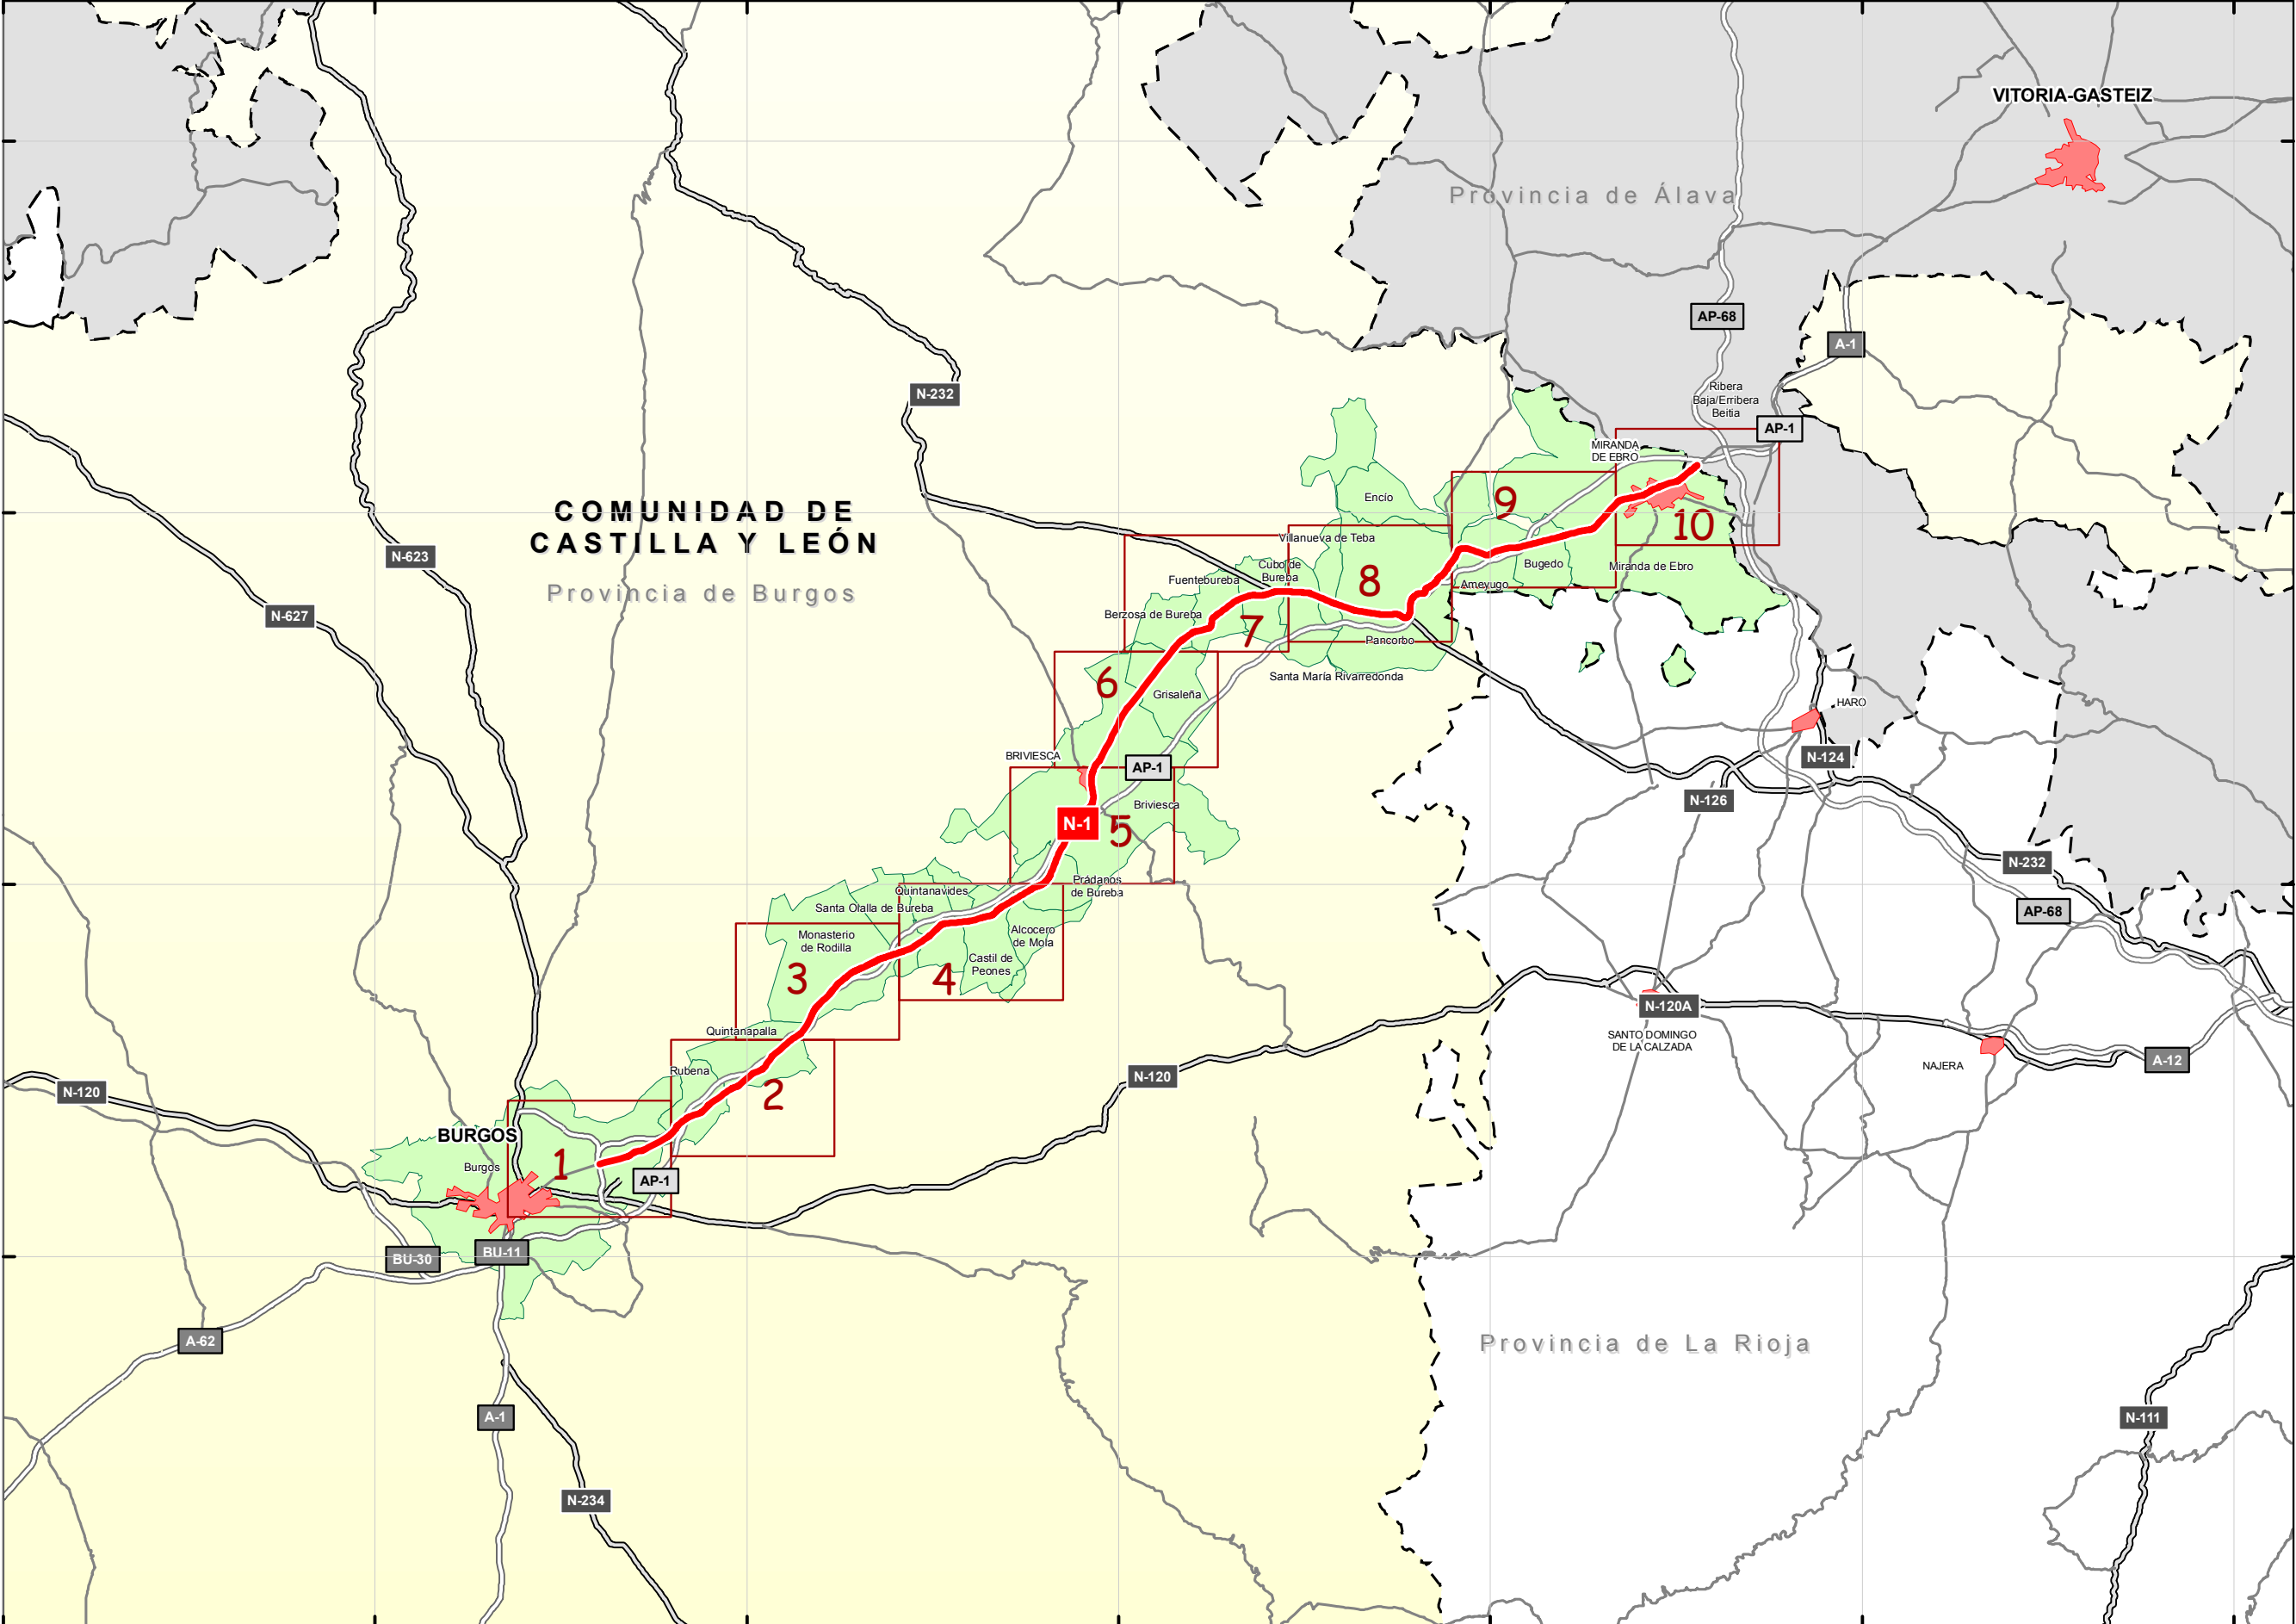 VITORIA-GASTEIZ
Provincia de Álava
AP-68
A-1
N-232
Ribera
Baja/Erribera
Beitia
AP-1
MIRANDA
DE EBRO
Encío
9
10
COMUNIDAD DE
CASTILLA Y LEÓN
Provincia de Burgos
N-623
N-627
Villanueva de Teba
Cubo de
Bureba
Fuentebureba
8
Ameyugo
Bugedo
Miranda de Ebro
Berzosa de Bureba
7
Pancorbo
Santa María Rivarredonda
6
Grisaleña
HARO
BRIVIESCA
AP-1
N-124
N-126
Briviesca
N-1
5
N-232
AP-68
Prádanos
de Bureba
Quintanavides
Santa Olalla de Bureba
Monasterio
de Rodilla
Alcocero
de Mola
Castil de
Peones
3
4
N-120A
SANTO DOMINGO
DE LA CALZADA
NAJERA
A-12
Quintanapalla
Rubena
2
N-120
N-120
BURGOS
Burgos
1
AP-1
BU-30
BU-11
A-62
Provincia de La Rioja
A-1
N-111
N-234